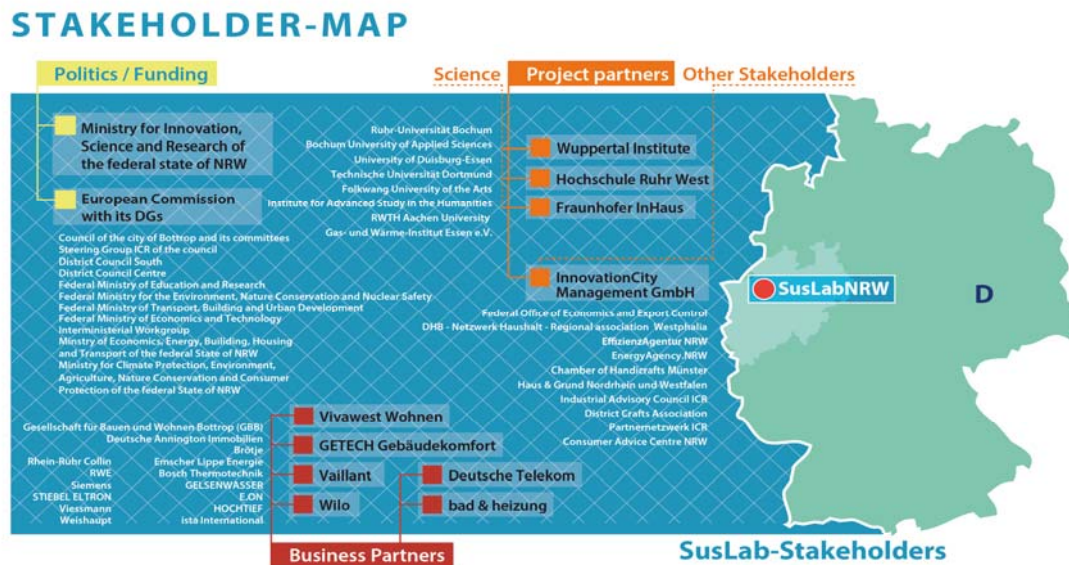 STAKEHOLDER-MAP
Politics / Funding
Science
Project partners
Other Stakeholders
Ministry for Innovation,
Science and Research of
the federal state of NRW
European Commission
with its DGs
Council of the city of Bottrop and its committees
Steering Group ICR of the council
District Council South
District Council Centre
Federal Ministry of Education and Research
Federal Ministry for the Environment, Nature Conservation and Nuclear Safety
Federal Ministry of Transport, Building and Urban Development
Federal Ministry of Economics and Technology
Interministerial Workgroup
Minstry of Economics, Energy, Builiding, Housing
and Transport of the federal State of NRW
Ministry for Climate Protection, Environment,
Agriculture, Nature Conservation and Consumer
Protection of the federal State of NRW
Ruhr-Universität Bochum
Bochum University of Applied Sciences
University of Duisburg-Essen
Technische Universität Dortmund
Folkwang University of the Arts
Institute for Advanced Study in the Humanities
RWTH Aachen University
Gas- und Wärme-Institut Essen e.V.
Wuppertal Institute
Hochschule Ruhr West
Fraunhofer InHaus
InnovationCity
Management GmbH
Federal Office of Economics and Export Control
DHB - Netzwerk Haushalt - Regional association Westphalia
EffizienzAgentur NRW
EnergyAgency.NRW
Chamber of Handicrafts Münster
Haus & Grund Nordrhein und Westfalen
Industrial Advisory Council ICR
District Crafts Association
Partnernetzwerk ICR
Consumer Advice Centre NRW
SusLabNRW
D
Gesellschaft für Bauen und Wohnen Bottrop (GBB)
Deutsche Annington Immobilien
Brötje
Rhein-Ruhr Collin
Emscher Lippe Energie
RWE
Bosch Thermotechnik
Siemens
GELSENWASSER
STIEBEL ELTRON
E.ON
Viessmann
HOCHTIEF
Weishaupt
ista International
Vivawest Wohnen
GETECH Gebäudekomfort
Vaillant
Deutsche Telekom
Wilo
bad & heizung
Business Partners
SusLab-Stakeholders